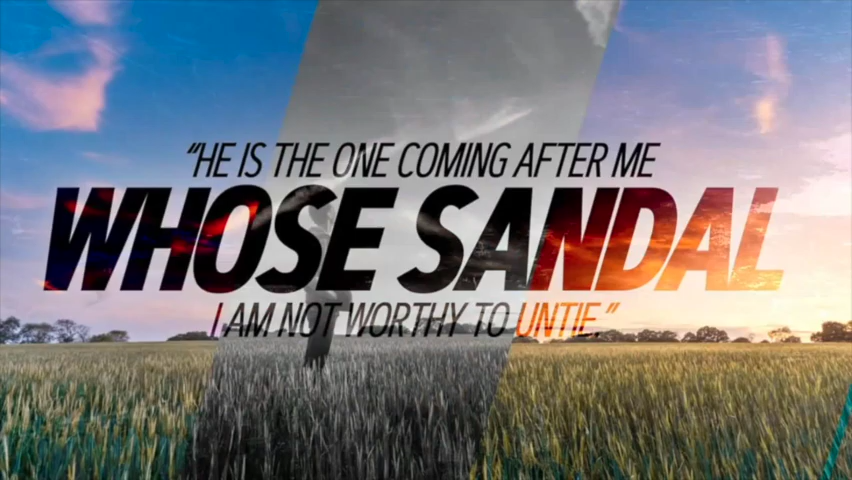 “HE IS THE ONE COMING AFTER ME
WHOSE SANDAL
I AM NOT WORTHY TO UNTIE.”